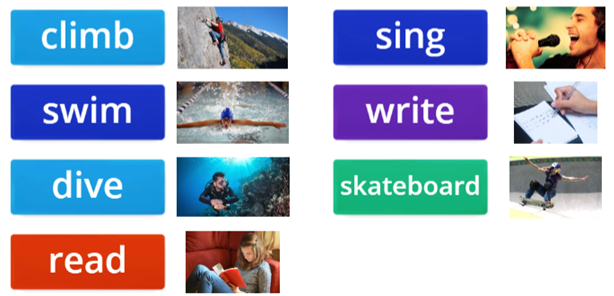 climb
swim
dive
read
sing
write
skateboard